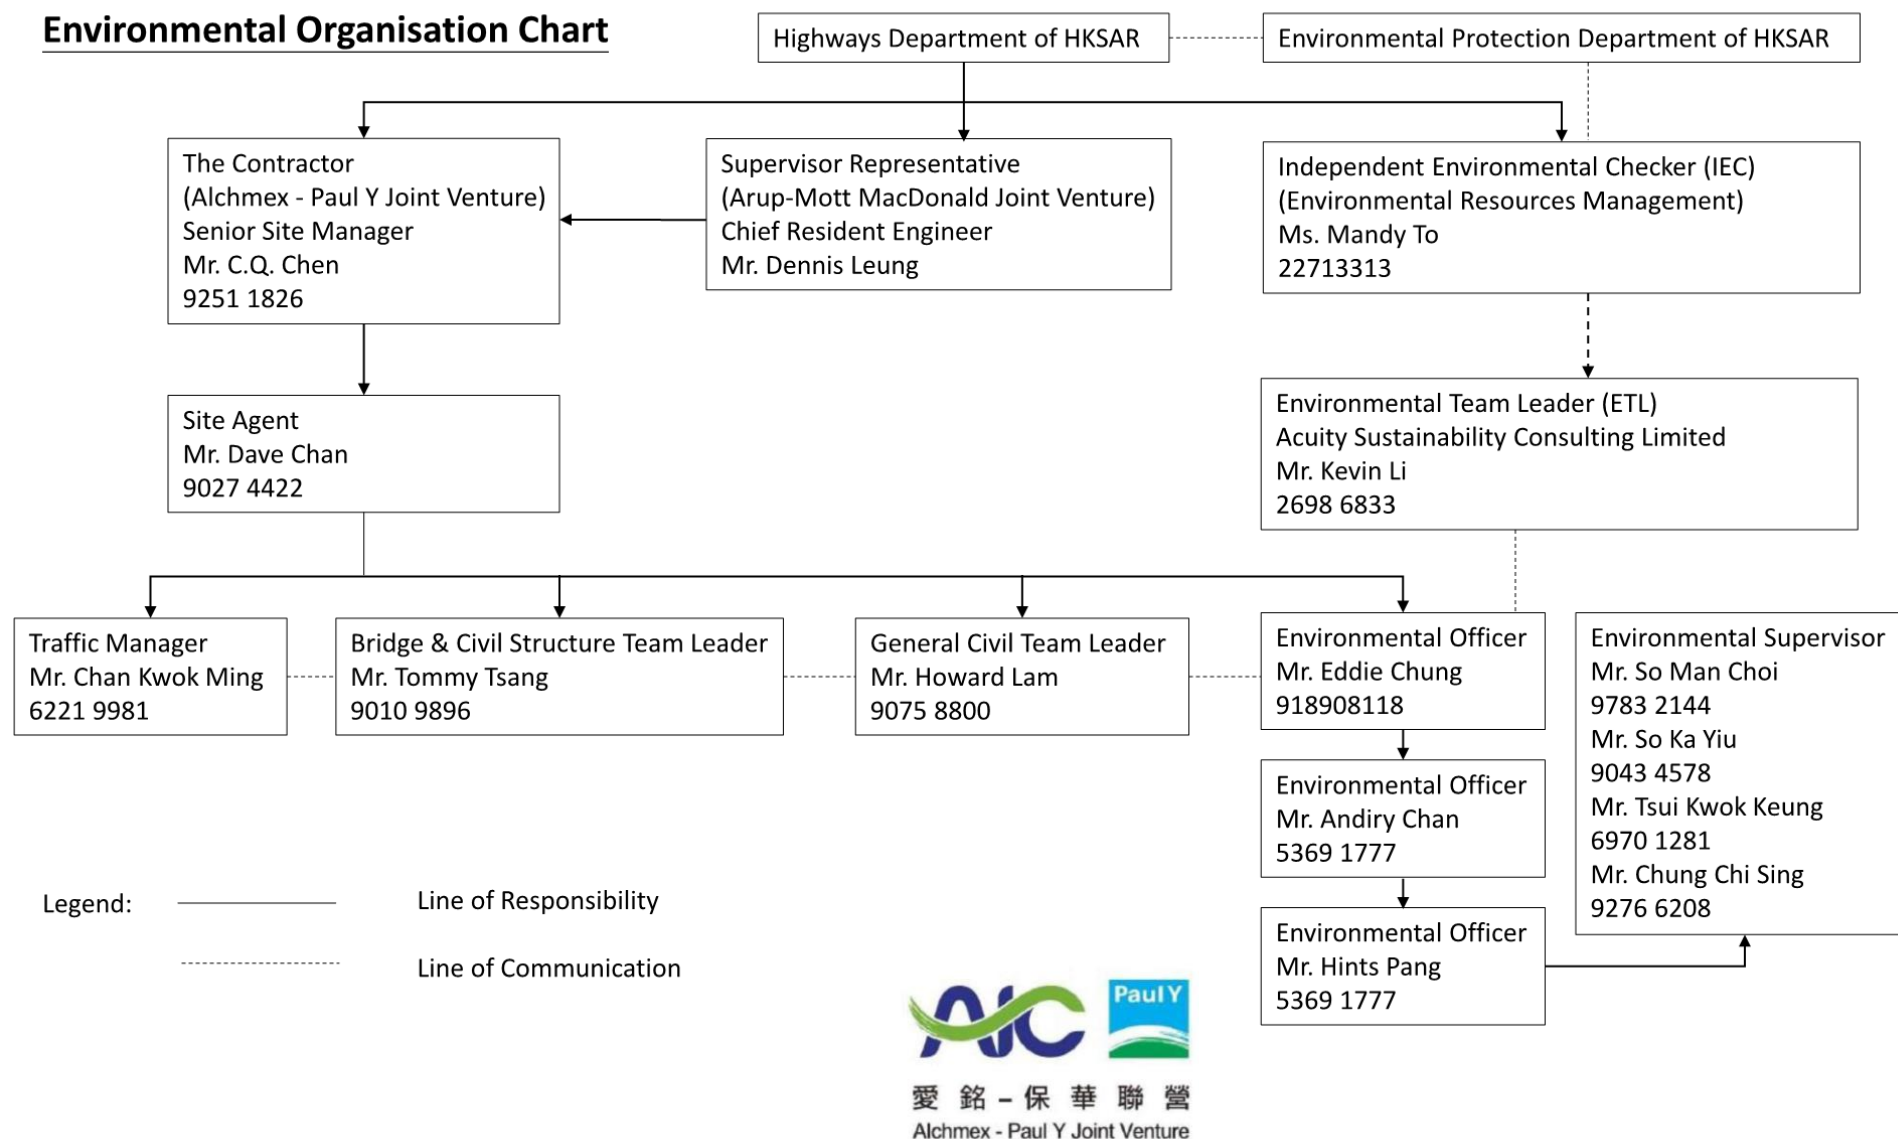 Environmental Organisation Chart
Highways Department of HKSAR
Environmental Protection Department of HKSAR
The Contractor
(Alchmex - Paul Y Joint Venture)
Senior Site Manager
Mr. C.Q. Chen
9251 1826
Supervisor Representative
(Arup-Mott MacDonald Joint Venture)
Chief Resident Engineer
Mr. Dennis Leung
Independent Environmental Checker (IEC)
(Environmental Resources Management)
Ms. Mandy To
22713313
Site Agent
Mr. Dave Chan
9027 4422
Environmental Team Leader (ETL)
Acuity Sustainability Consulting Limited
Mr. Kevin Li
2698 6833
Traffic Manager
Mr. Chan Kwok Ming
6221 9981
Bridge & Civil Structure Team Leader
Mr. Tommy Tsang
9010 9896
General Civil Team Leader
Mr. Howard Lam
9075 8800
Environmental Officer
Mr. Eddie Chung
918908118
Environmental Officer
Mr. Andiry Chan
5369 1777
Environmental Officer
Mr. Hints Pang
5369 1777
Environmental Supervisor
Mr. So Man Choi
9783 2144
Mr. So Ka Yiu
9043 4578
Mr. Tsui Kwok Keung
6970 1281
Mr. Chung Chi Sing
9276 6208
Legend:
Line of Responsibility
Line of Communication
AJC
Paul Y
愛銘–保華聯營
Alchmex - Paul Y Joint Venture